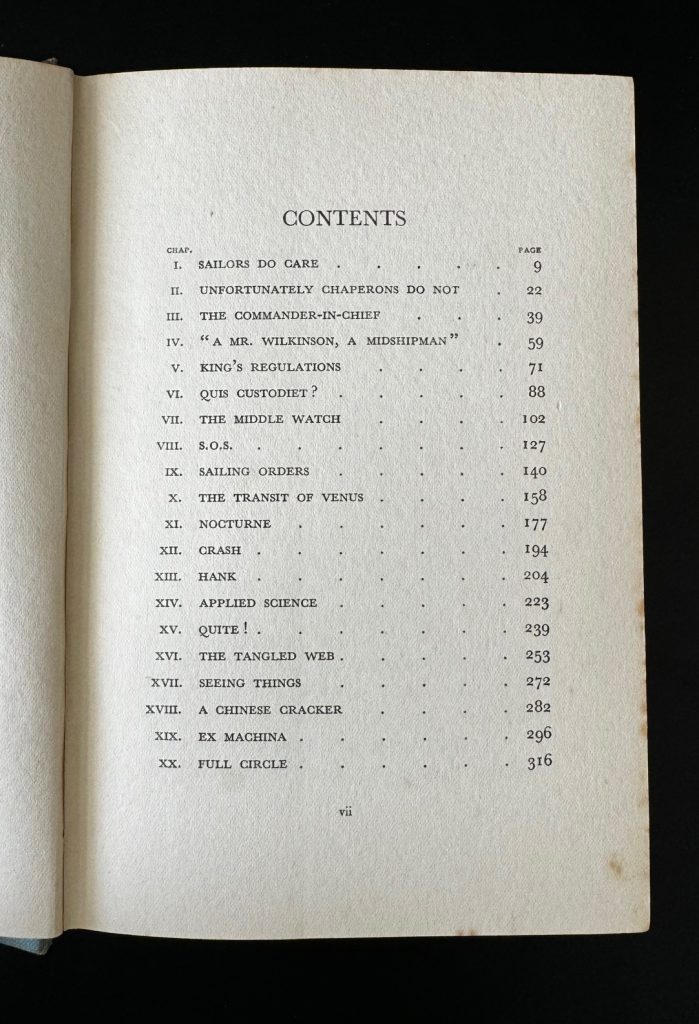 CONTENTS
CHAP. PAGE
I. SAILORS DO CARE . . . . . 9
II. UNFORTUNATELY CHAPERONS DO NOT . 22
III. THE COMMANDER-IN-CHIEF . . . 39
IV. “A MR. WILKINSON, A MIDSHIPMAN” . 59
V. KING'S REGULATIONS . . . . 71
VI. QUIS CUSTODIET? . . . . . 88
VII. THE MIDDLE WATCH . . . . 102
VIII. S.O.S. . . . . . . 127
IX. SAILING ORDERS . . . . . 140
X. THE TRANSIT OF VENUS . . . . 158
XI. NOCTURNE . . . . . 177
XII. CRASH . . . . . . 194
XIII. HANK . . . . . . 204
XIV. APPLIED SCIENCE . . . . . 223
XV. QUITE! . . . . . . 239
XVI. THE TANGLED WEB . . . . . 253
XVII. SEEING THINGS . . . . . 272
XVIII. A CHINESE CRACKER . . . . 282
XIX. EX MACHINA . . . . . 296
XX. FULL CIRCLE . . . . . 316
vii